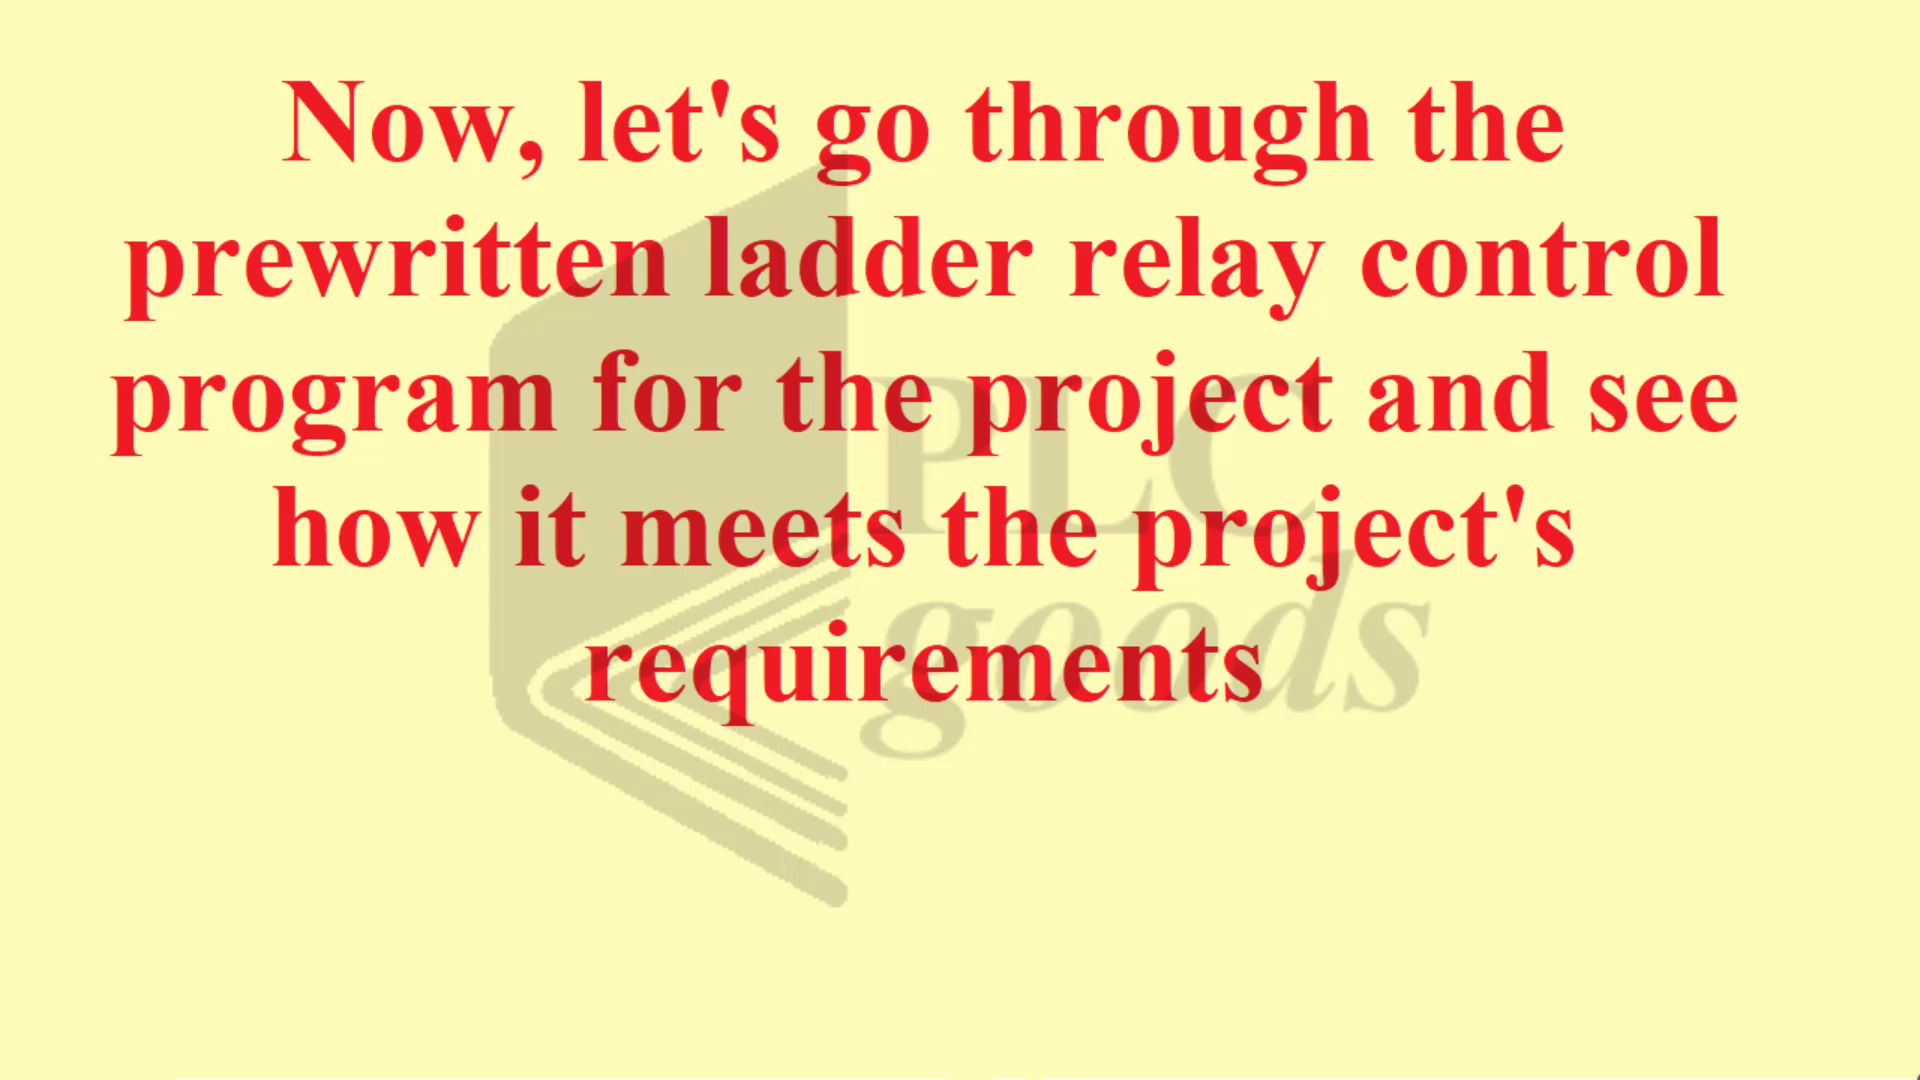 Now, let's go through the
prewritten ladder relay control
program for the project and see
how it meets the project's
requirements
PLC
goods